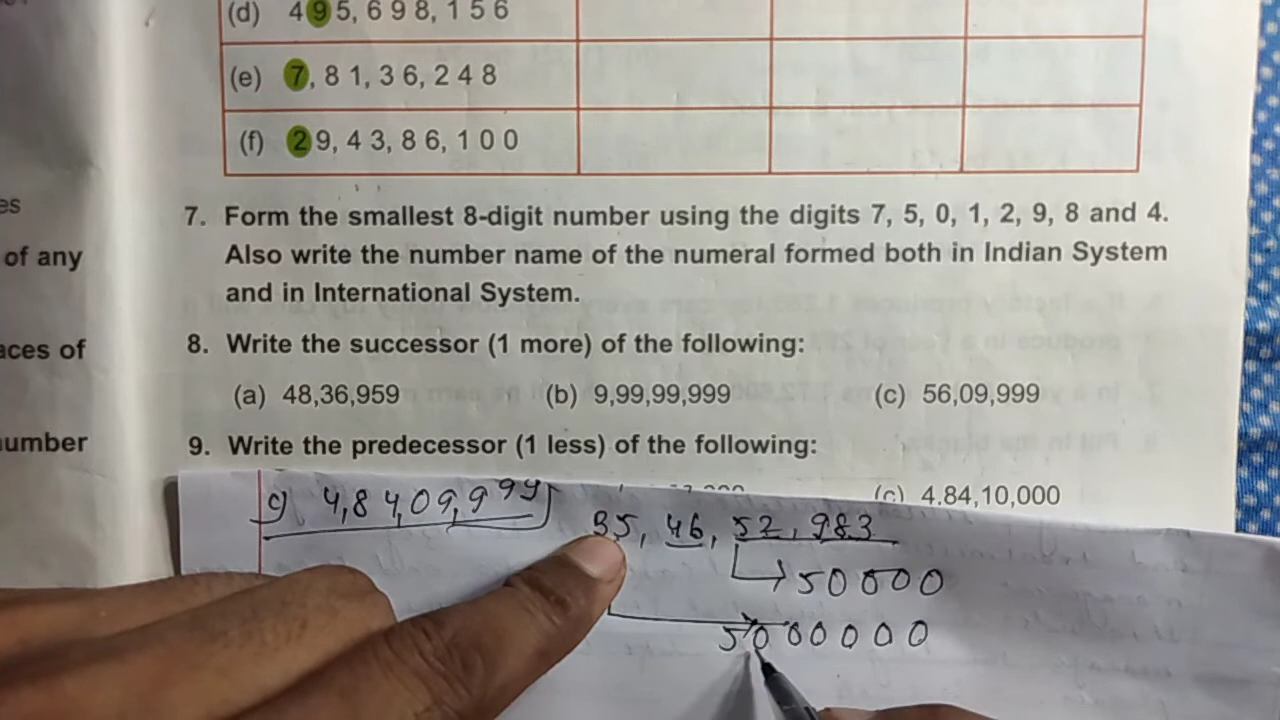 (d) 495,698,156
(e) 7,81,36,248
(f) 29,43,86,100
es
of any
aces of
number
7. Form the smallest 8-digit number using the digits 7, 5, 0, 1, 2, 9, 8 and 4.
Also write the number name of the numeral formed both in Indian System
and in International System.
8. Write the successor (1 more) of the following:
(a) 48,36,959 (b) 9,99,99,999 (c) 56,09,999
9. Write the predecessor (1 less) of the following:
(c) 4,84,10,000
9) 4,84,09,999
35,46,52,983
50000
5000000